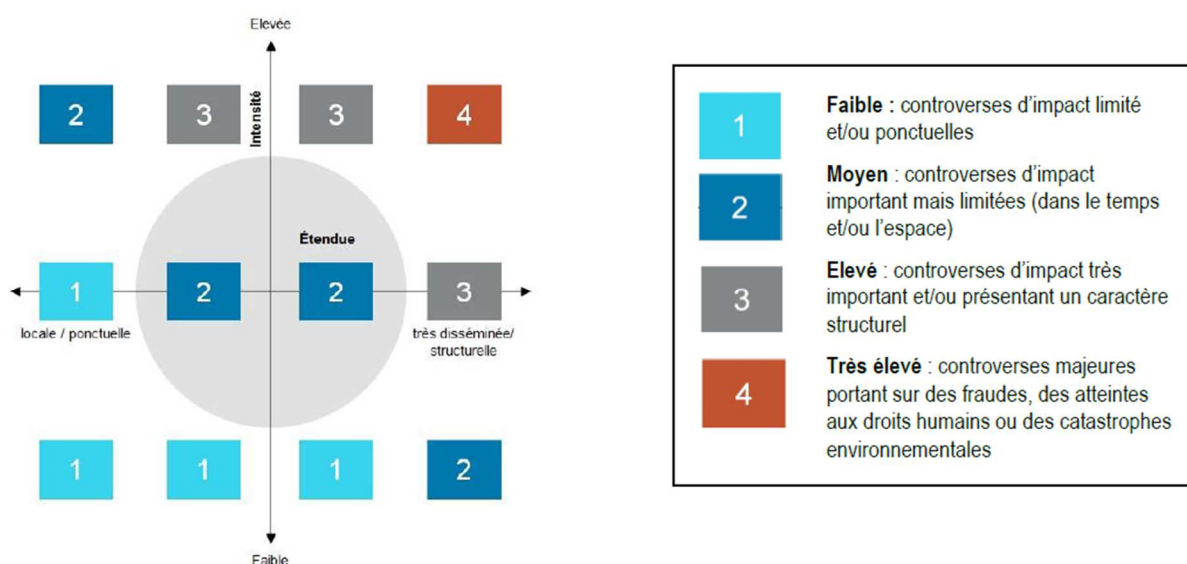 Elevée
2
3
Intensité
3
4
Étendue
1
2
2
3
locale / ponctuelle
très disséminée/
structurelle
1
1
1
2
Faible
1
Faible : controverses d'impact limité
et/ou ponctuelles
2
Moyen : controverses d'impact
important mais limitées (dans le temps
et/ou l'espace)
3
Elevé : controverses d'impact très
important et/ou présentant un caractère
structurel
4
Très élevé : controverses majeures
portant sur des fraudes, des atteintes
aux droits humains ou des catastrophes
environnementales